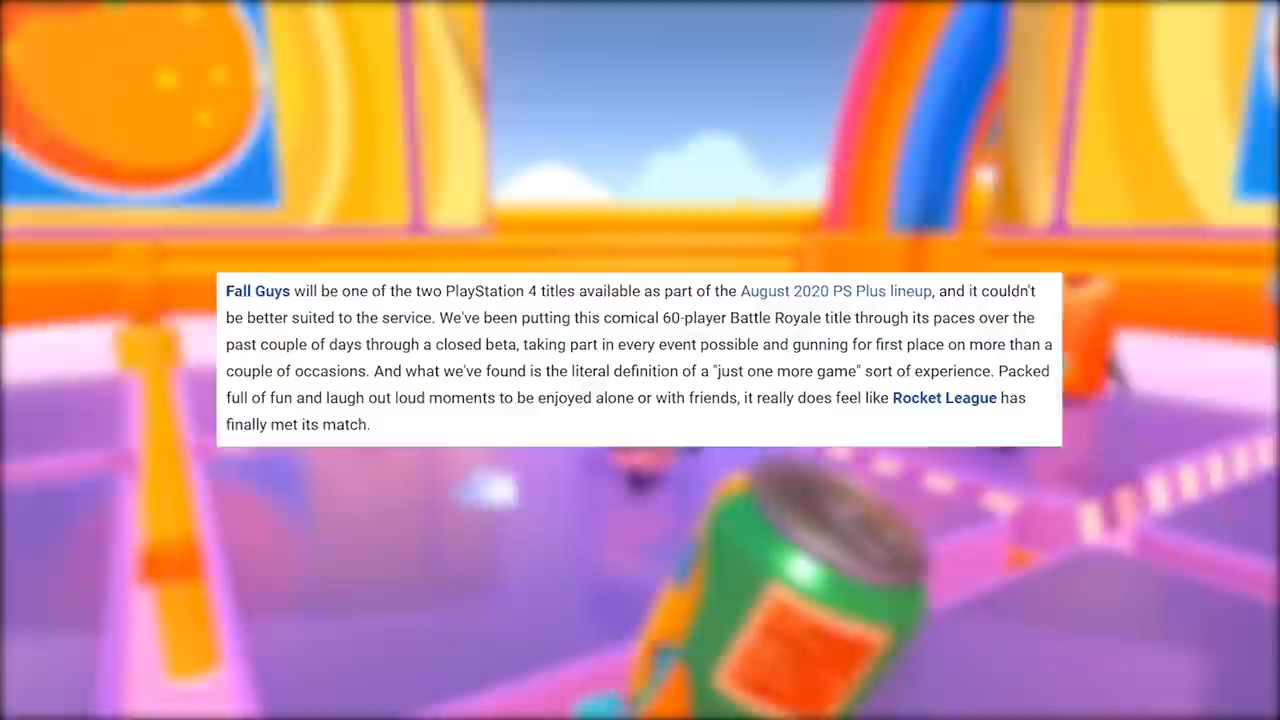 Fall Guys will be one of the two PlayStation 4 titles available as part of the August 2020 PS Plus lineup, and it couldn't
be better suited to the service. We've been putting this comical 60-player Battle Royale title through its paces over the
past couple of days through a closed beta, taking part in every event possible and gunning for first place on more than a
couple of occasions. And what we've found is the literal definition of a "just one more game" sort of experience. Packed
full of fun and laugh out loud moments to be enjoyed alone or with friends, it really does feel like Rocket League has
finally met its match.